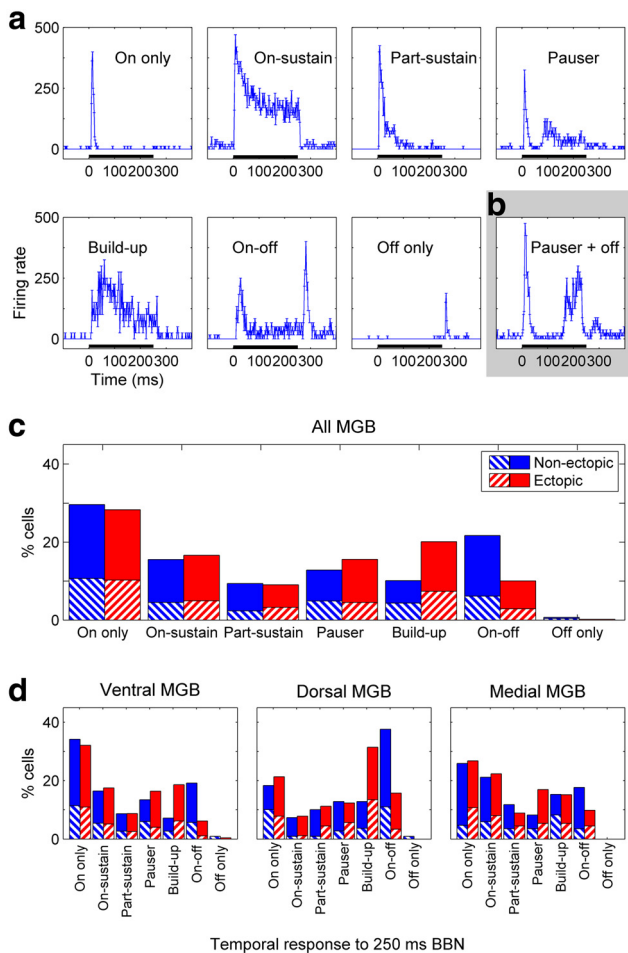 a
500
250
0
On only
On-sustain
Part-sustain
Pauser
0 100200300
0 100200300
0 100200300
0 100200300
b
500
250
0
Firing rate
Build-up
On-off
Off only
Pauser + off
0 100200300
0 100200300
0 100200300
0 100200300
Time (ms)
c
All MGB
40
20
0
% cells
Non-ectopic
Ectopic
On only
On-sustain
Part-sustain
Pauser
Build-up
On-off
Off only
d
Ventral MGB
Dorsal MGB
Medial MGB
40
20
0
% cells
On only
On-sustain
Part-sustain
Pauser
Build-up
On-off
Off only
On only
On-sustain
Part-sustain
Pauser
Build-up
On-off
Off only
On only
On-sustain
Part-sustain
Pauser
Build-up
On-off
Off only
Temporal response to 250 ms BBN